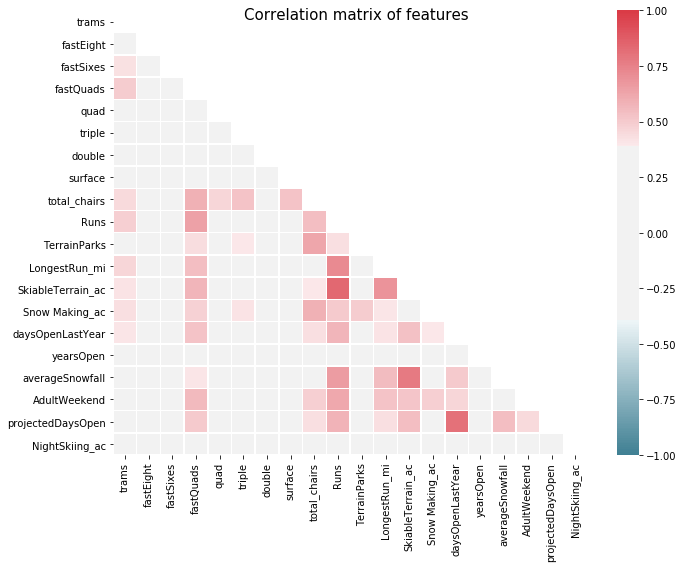 Correlation matrix of features
trams
fastEight
fastSixes
fastQuads
quad
triple
double
surface
total_chairs
Runs
TerrainParks
LongestRun_mi
SkiableTerrain_ac
Snow Making_ac
daysOpenLastYear
yearsOpen
averageSnowfall
AdultWeekend
projectedDaysOpen
NightSkiing_ac
trams
fastEight
fastSixes
fastQuads
quad
triple
double
surface
total_chairs
Runs
TerrainParks
LongestRun_mi
SkiableTerrain_ac
Snow Making_ac
daysOpenLastYear
yearsOpen
averageSnowfall
AdultWeekend
projectedDaysOpen
NightSkiing_ac
1.00
0.75
0.50
0.25
0.00
−0.25
−0.50
−0.75
−1.00